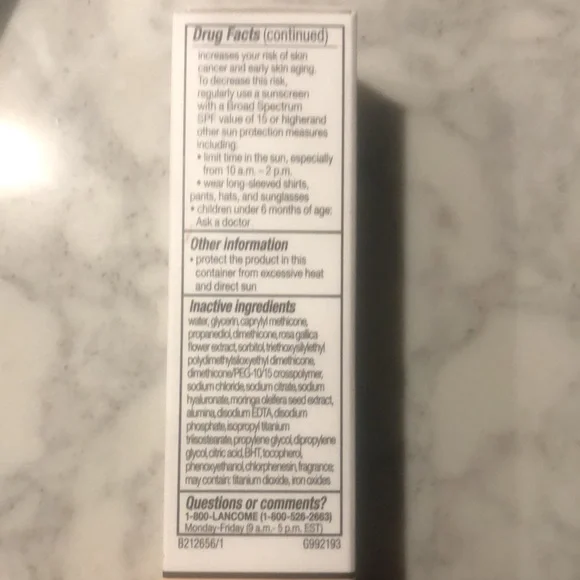 Drug Facts (continued)
increases your risk of skin
cancer and early skin aging.
To decrease this risk,
regularly use a sunscreen
with a Broad Spectrum
SPF value of 15 or higherand
other sun protection measures
including:
• limit time in the sun, especially
from 10 a.m. – 2 p.m.
• wear long-sleeved shirts,
pants, hats, and sunglasses
• children under 6 months of age:
Ask a doctor
Other information
• protect the product in this
container from excessive heat
and direct sun
Inactive ingredients
water, glycerin, caprylyl methicone,
propanediol, dimethicone, rosa gallica
flower extract, sorbitol, triethoxysilylethyl
polydimethylsiloxyethyl dimethicone,
dimethicone/PEG-10/15 crosspolymer,
sodium chloride, sodium citrate, sodium
hyaluronate, moringa oleifera seed extract,
alumina, disodium EDTA, disodium
phosphate, isopropyl titanium
triisostearate, propylene glycol, dipropylene
glycol, citric acid, BHT, tocopherol,
phenoxyethanol, chlorphenesin, fragrance;
may contain: titanium dioxide, iron oxides
Questions or comments?
1-800-LANCOME (1-800-526-2663)
Monday-Friday (9 a.m.- 5 p.m. EST)
B212656/1 G992193